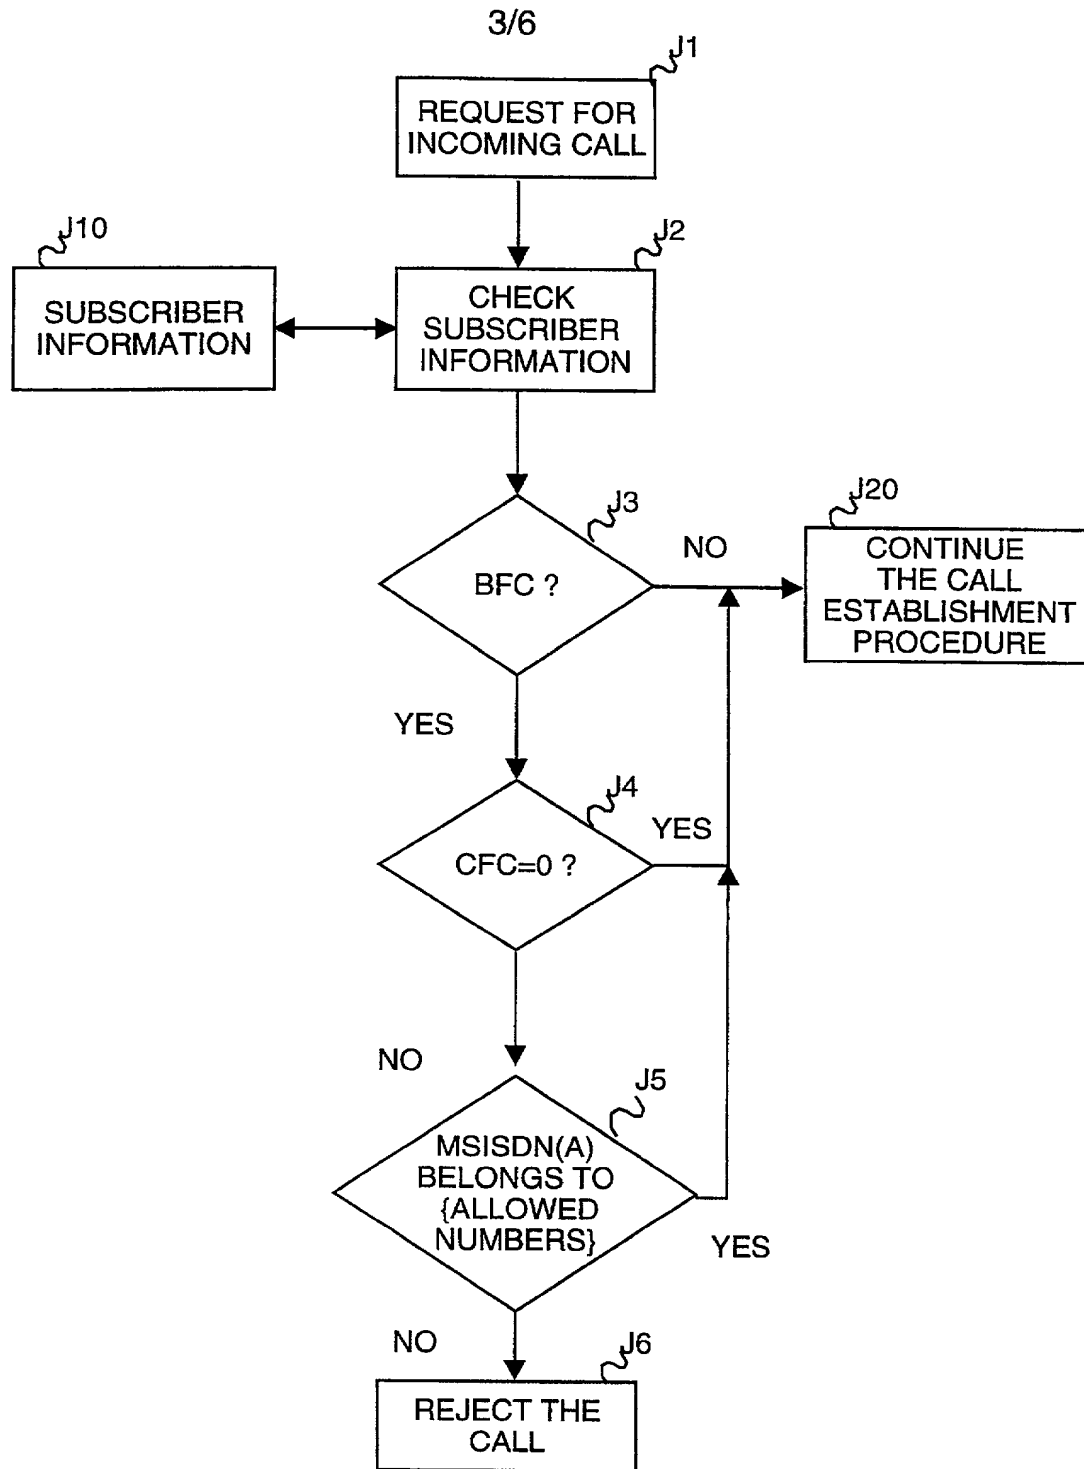 3/6
J1
REQUEST FOR
INCOMING CALL
J10
J2
SUBSCRIBER
INFORMATION
CHECK
SUBSCRIBER
INFORMATION
J3
J20
BFC ?
NO
CONTINUE
THE CALL
ESTABLISHMENT
PROCEDURE
YES
J4
CFC=0 ?
YES
NO
J5
MSISDN(A)
BELONGS TO
{ALLOWED
NUMBERS}
YES
NO
J6
REJECT THE
CALL